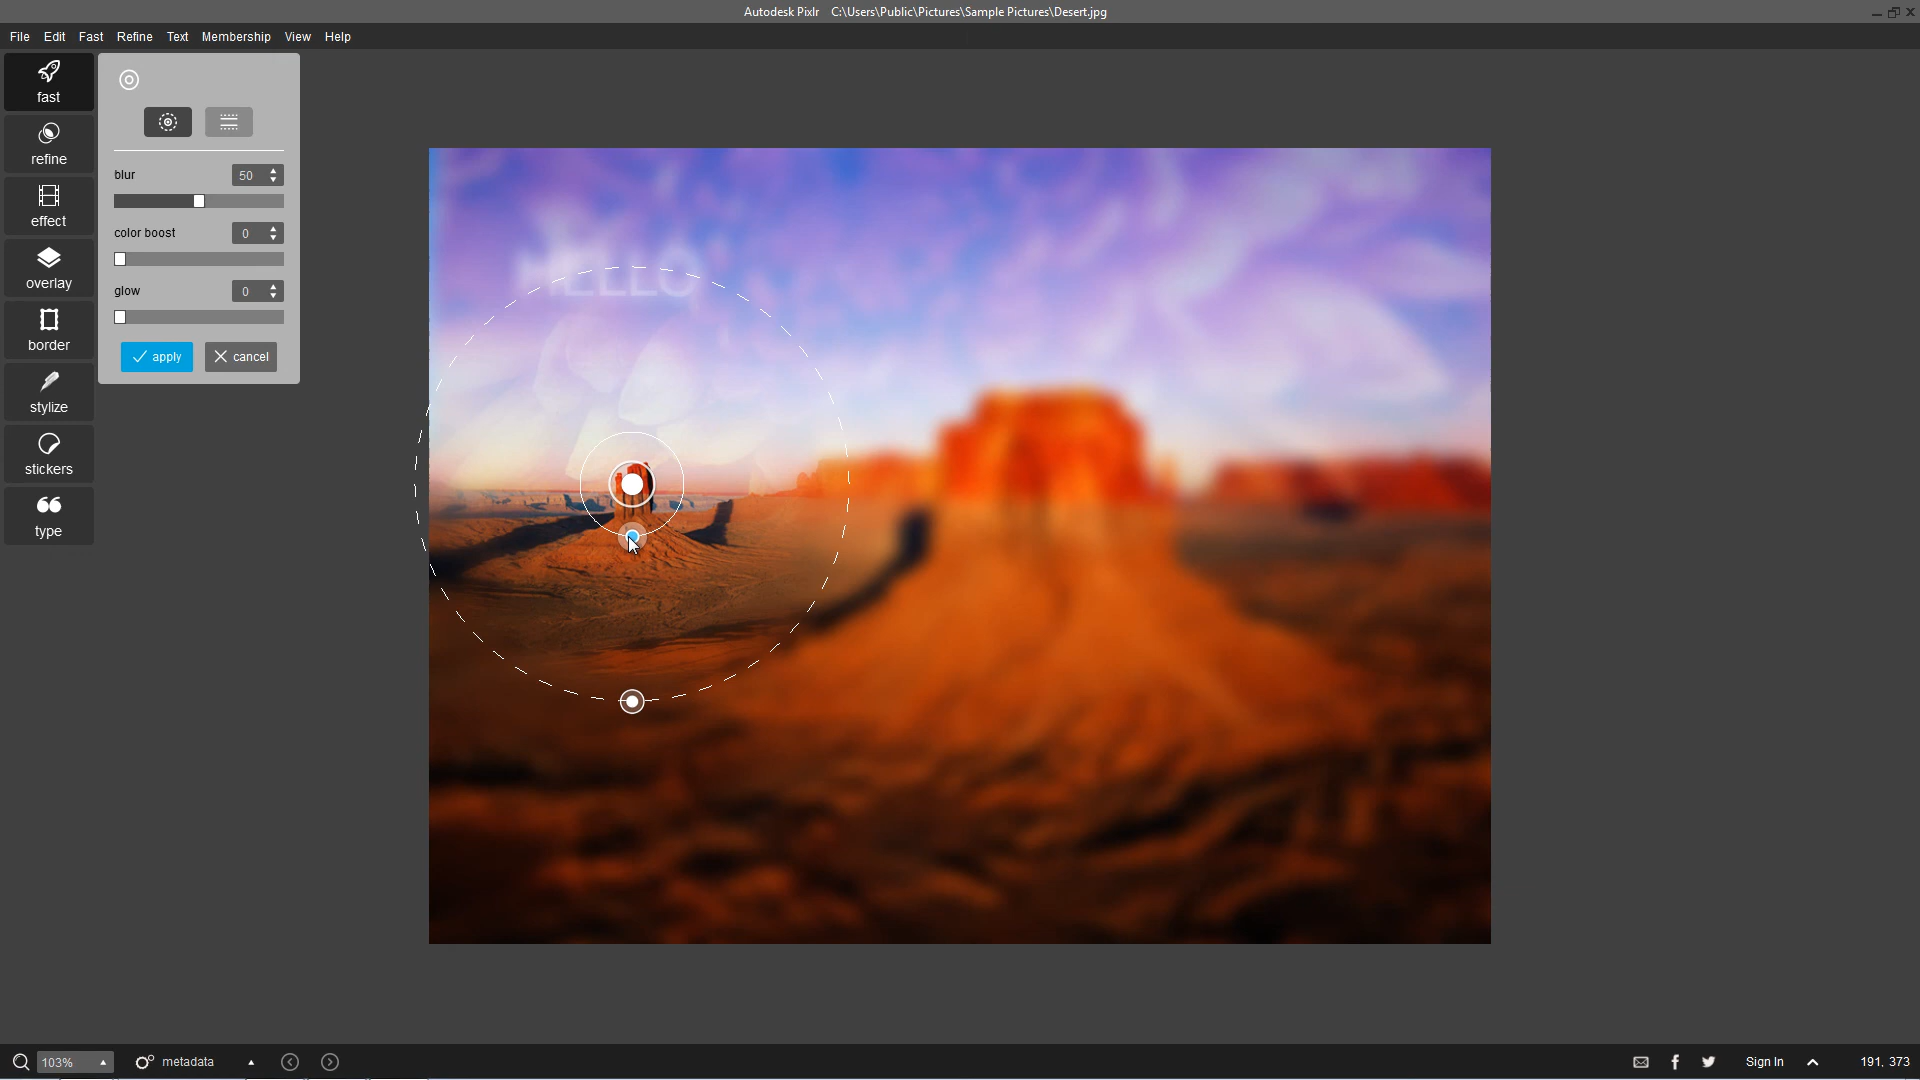 Autodesk Pixlr C:\Users\Public\Pictures\Sample Pictures\Desert.jpg
File Edit Fast Refine Text Membership View Help
fast
refine
effect
overlay
border
stylize
stickers
type
blur 50
color boost 0
glow 0
apply cancel
HELLO
103% metadata Sign In 191, 373